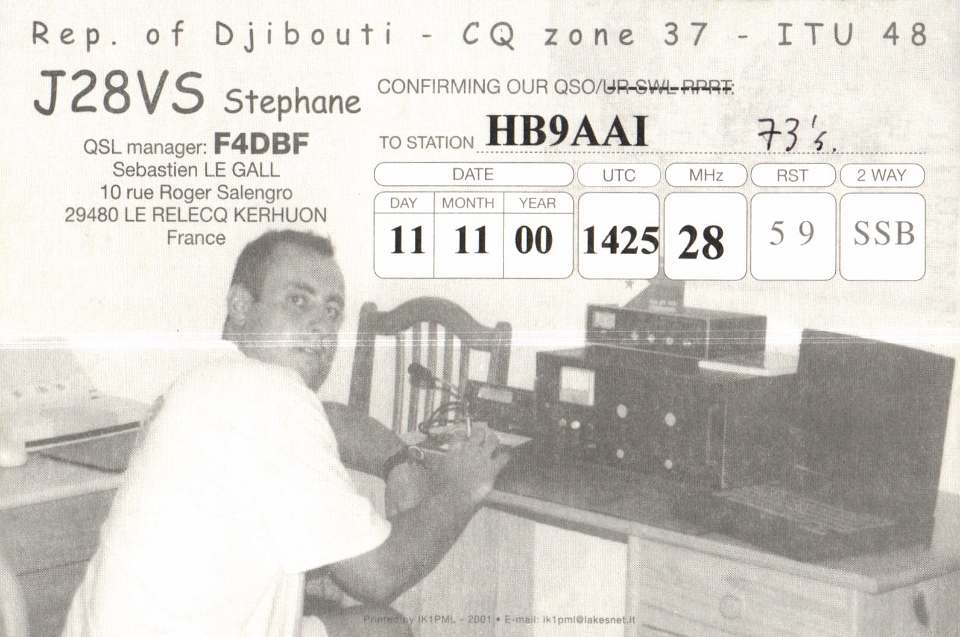 Rep. of Djibouti - CQ zone 37 - ITU 48
J28VS Stephane
QSL manager: F4DBF
Sebastien LE GALL
10 rue Roger Salengro
29480 LE RELECQ KERHUON
France
CONFIRMING OUR QSO/UR SWL RPRT:
TO STATION HB9AAI 73's.
DATE UTC MHz RST 2 WAY
DAY MONTH YEAR
11 11 00 1425 28 59 SSB
Printed by IK1PML - 2001 • E-mail: ik1pml@lakesnet.it